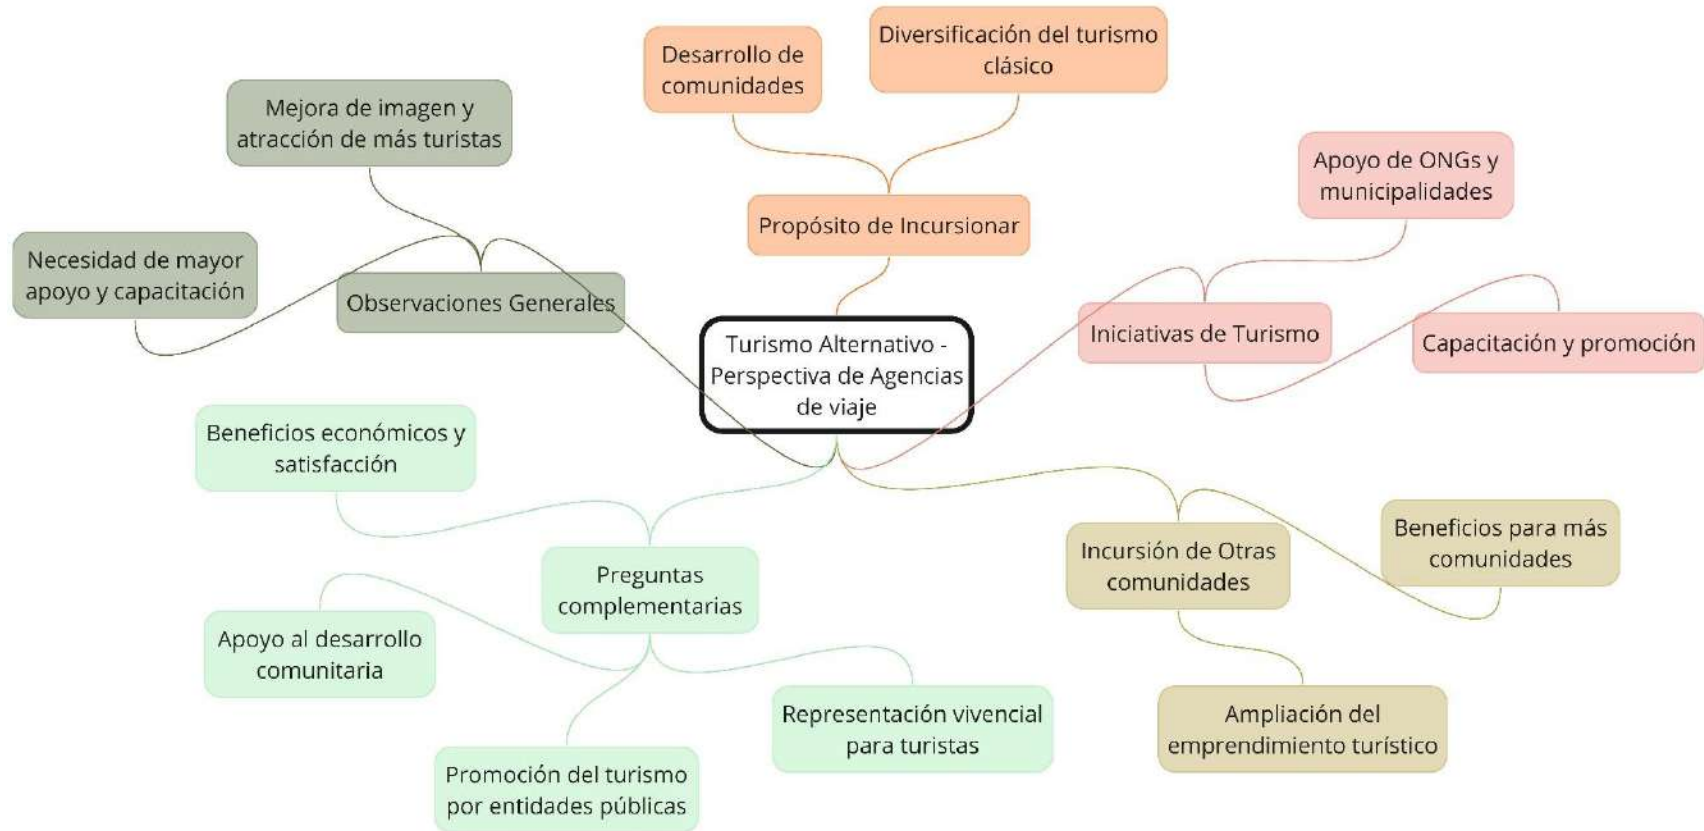 Diversificación del turismo
clásico
Desarrollo de
comunidades
Propósito de Incursionar
Mejora de imagen y
atracción de más turistas
Necesidad de mayor
apoyo y capacitación
Observaciones Generales
Apoyo de ONGs y
municipalidades
Iniciativas de Turismo
Capacitación y promoción
Turismo Alternativo -
Perspectiva de Agencias
de viaje
Beneficios económicos y
satisfacción
Preguntas
complementarias
Apoyo al desarrollo
comunitaria
Promoción del turismo
por entidades públicas
Representación vivencial
para turistas
Incursión de Otras
comunidades
Beneficios para más
comunidades
Ampliación del
emprendimiento turístico